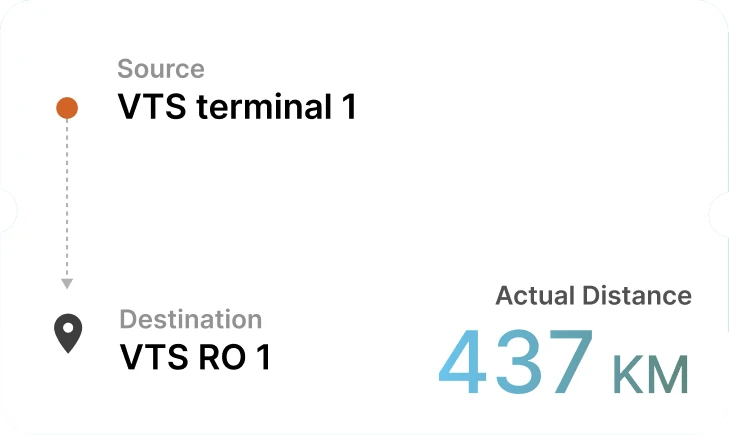 Source
VTS terminal 1
Destination
VTS RO 1
Actual Distance
437 KM